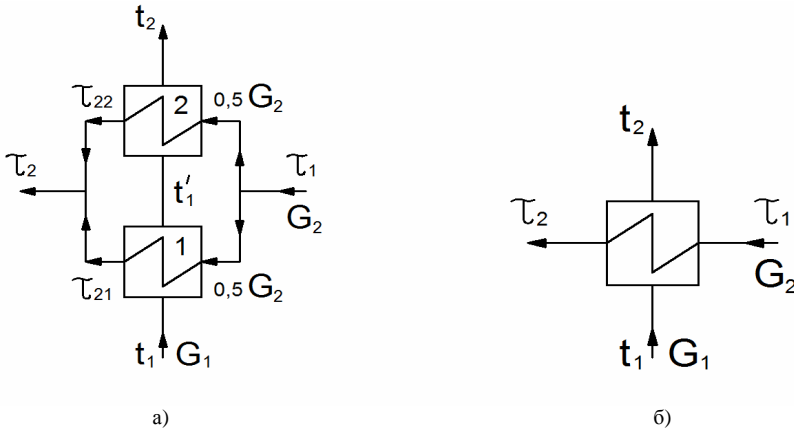 t₂
τ₂₂ 2 0,5 G₂
τ₂ t₁′ τ₁
G₂
1
τ₂₁ 0,5 G₂
t₁ G₁
а)
t₂
τ₂ τ₁
G₂
t₁ G₁
б)